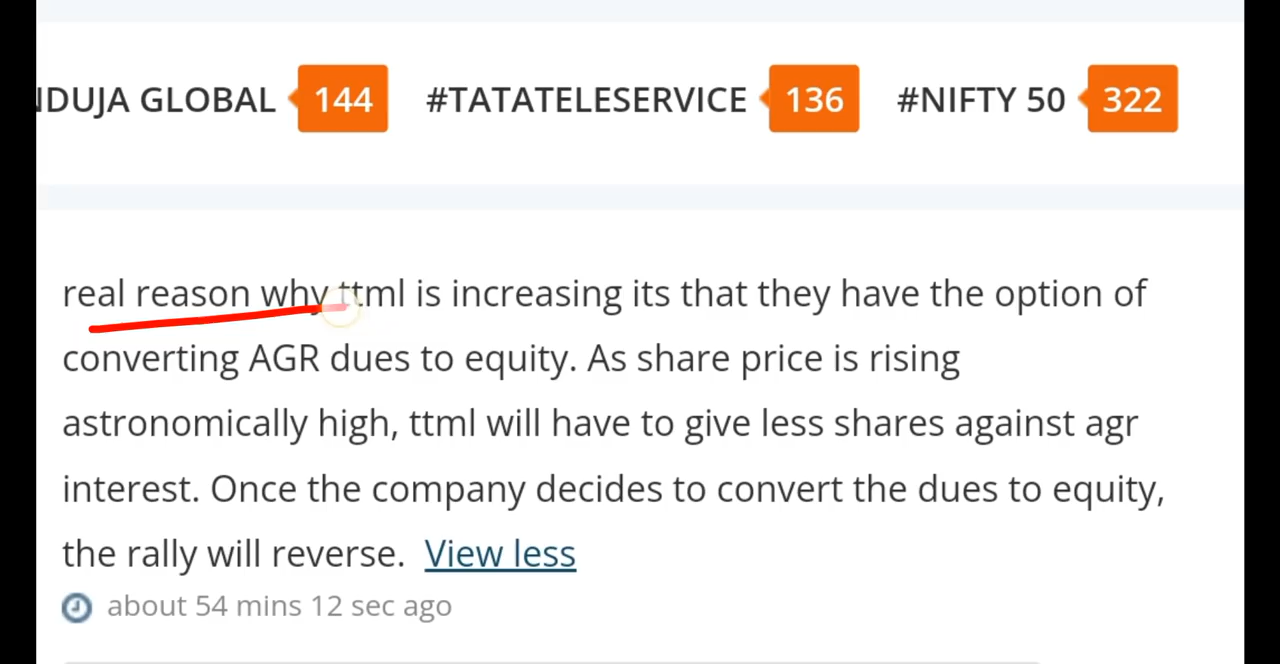 NDUJA GLOBAL 144 #TATATELESERVICE 136 #NIFTY 50 322
real reason why ttml is increasing its that they have the option of
converting AGR dues to equity. As share price is rising
astronomically high, ttml will have to give less shares against agr
interest. Once the company decides to convert the dues to equity,
the rally will reverse. View less
about 54 mins 12 sec ago